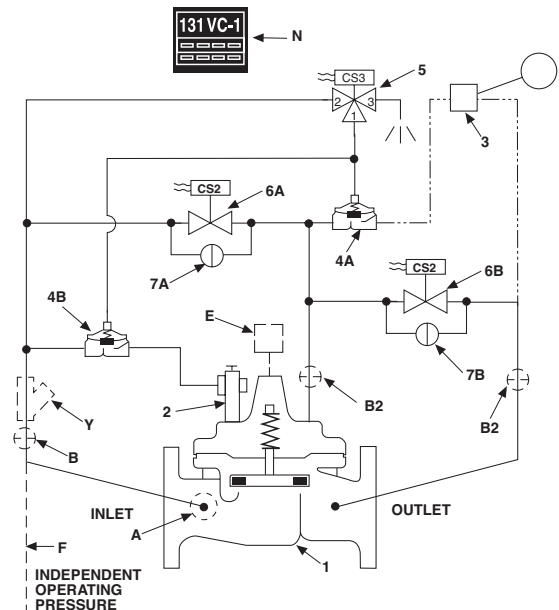 131 VC-1
N
CS3
5
2
3
1
3
CS2
6A
4A
7A
CS2
6B
4B
E
7B
2
B2
B2
Y
B
INLET
OUTLET
A
F
1
INDEPENDENT
OPERATING
PRESSURE